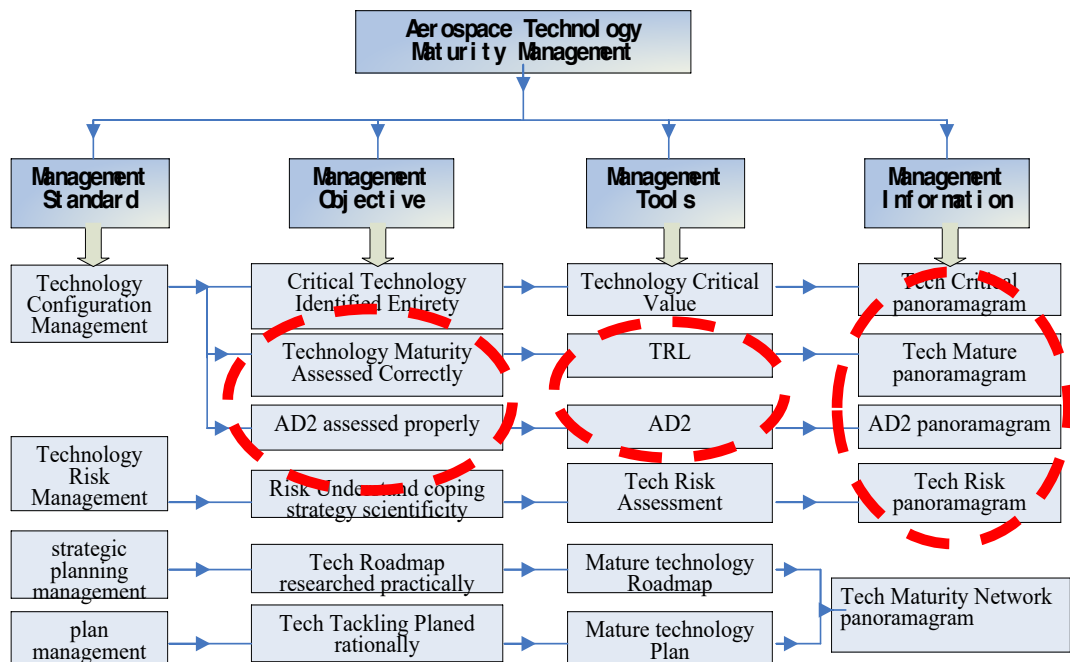 Aerospace Technology
Maturity Management
Management
Standard
Management
Objective
Management
Tools
Management
Information
Technology
Configuration
Management
Critical Technology
Identified Entirety
Technology Critical
Value
Tech Critical
panoramagram
Technology Maturity
Assessed Correctly
TRL
Tech Mature
panoramagram
AD2 assessed properly
AD2
AD2 panoramagram
Technology
Risk
Management
Risk Understand coping
strategy scientificity
Tech Risk
Assessment
Tech Risk
panoramagram
strategic
planning
management
Tech Roadmap
researched practically
Mature technology
Roadmap
Tech Maturity Network
panoramagram
plan
management
Tech Tackling Planed
rationally
Mature technology
Plan